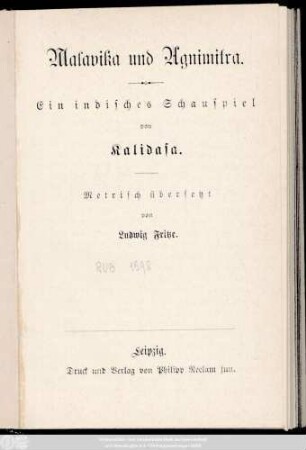 Malavika und Agnimitra.
Ein indisches Schauspiel
von
Kalidasa.
Metrisch übersetzt
von
Ludwig Fritze.
RUB 1598
Leipzig.
Druck und Verlag von Philipp Reclam jun.